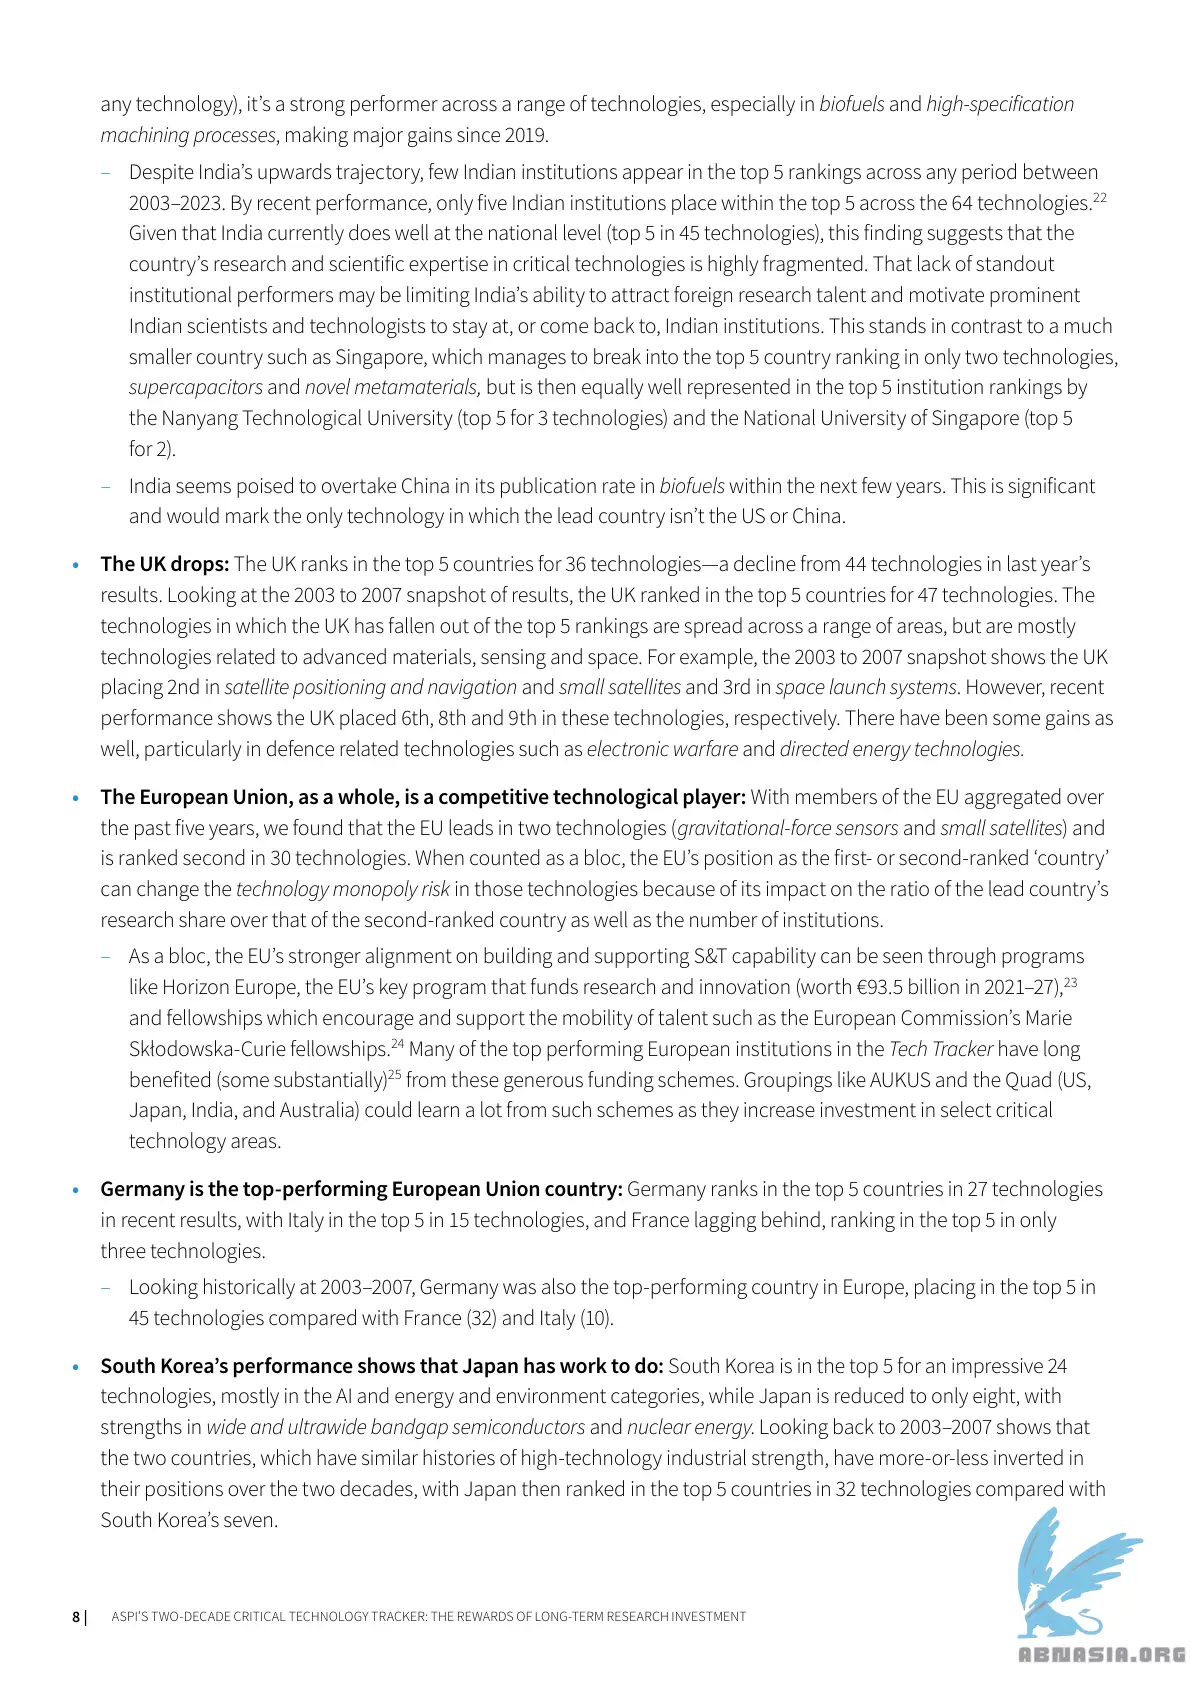 any technology), it’s a strong performer across a range of technologies, especially in biofuels and high-specification
machining processes, making major gains since 2019.
– Despite India’s upwards trajectory, few Indian institutions appear in the top 5 rankings across any period between
2003–2023. By recent performance, only five Indian institutions place within the top 5 across the 64 technologies.22
Given that India currently does well at the national level (top 5 in 45 technologies), this finding suggests that the
country’s research and scientific expertise in critical technologies is highly fragmented. That lack of standout
institutional performers may be limiting India’s ability to attract foreign research talent and motivate prominent
Indian scientists and technologists to stay at, or come back to, Indian institutions. This stands in contrast to a much
smaller country such as Singapore, which manages to break into the top 5 country ranking in only two technologies,
supercapacitors and novel metamaterials, but is then equally well represented in the top 5 institution rankings by
the Nanyang Technological University (top 5 for 3 technologies) and the National University of Singapore (top 5
for 2).
– India seems poised to overtake China in its publication rate in biofuels within the next few years. This is significant
and would mark the only technology in which the lead country isn’t the US or China.
• The UK drops: The UK ranks in the top 5 countries for 36 technologies—a decline from 44 technologies in last year’s
results. Looking at the 2003 to 2007 snapshot of results, the UK ranked in the top 5 countries for 47 technologies. The
technologies in which the UK has fallen out of the top 5 rankings are spread across a range of areas, but are mostly
technologies related to advanced materials, sensing and space. For example, the 2003 to 2007 snapshot shows the UK
placing 2nd in satellite positioning and navigation and small satellites and 3rd in space launch systems. However, recent
performance shows the UK placed 6th, 8th and 9th in these technologies, respectively. There have been some gains as
well, particularly in defence related technologies such as electronic warfare and directed energy technologies.
• The European Union, as a whole, is a competitive technological player: With members of the EU aggregated over
the past five years, we found that the EU leads in two technologies (gravitational-force sensors and small satellites) and
is ranked second in 30 technologies. When counted as a bloc, the EU’s position as the first- or second-ranked ‘country’
can change the technology monopoly risk in those technologies because of its impact on the ratio of the lead country’s
research share over that of the second-ranked country as well as the number of institutions.
– As a bloc, the EU’s stronger alignment on building and supporting S&T capability can be seen through programs
like Horizon Europe, the EU’s key program that funds research and innovation (worth €93.5 billion in 2021–27),23
and fellowships which encourage and support the mobility of talent such as the European Commission’s Marie
Skłodowska-Curie fellowships.24 Many of the top performing European institutions in the Tech Tracker have long
benefited (some substantially)25 from these generous funding schemes. Groupings like AUKUS and the Quad (US,
Japan, India, and Australia) could learn a lot from such schemes as they increase investment in select critical
technology areas.
• Germany is the top-performing European Union country: Germany ranks in the top 5 countries in 27 technologies
in recent results, with Italy in the top 5 in 15 technologies, and France lagging behind, ranking in the top 5 in only
three technologies.
– Looking historically at 2003–2007, Germany was also the top-performing country in Europe, placing in the top 5 in
45 technologies compared with France (32) and Italy (10).
• South Korea’s performance shows that Japan has work to do: South Korea is in the top 5 for an impressive 24
technologies, mostly in the AI and energy and environment categories, while Japan is reduced to only eight, with
strengths in wide and ultrawide bandgap semiconductors and nuclear energy. Looking back to 2003–2007 shows that
the two countries, which have similar histories of high-technology industrial strength, have more-or-less inverted in
their positions over the two decades, with Japan then ranked in the top 5 countries in 32 technologies compared with
South Korea’s seven.
8 | ASPI’S TWO-DECADE CRITICAL TECHNOLOGY TRACKER: THE REWARDS OF LONG-TERM RESEARCH INVESTMENT
ABNASIA.ORG